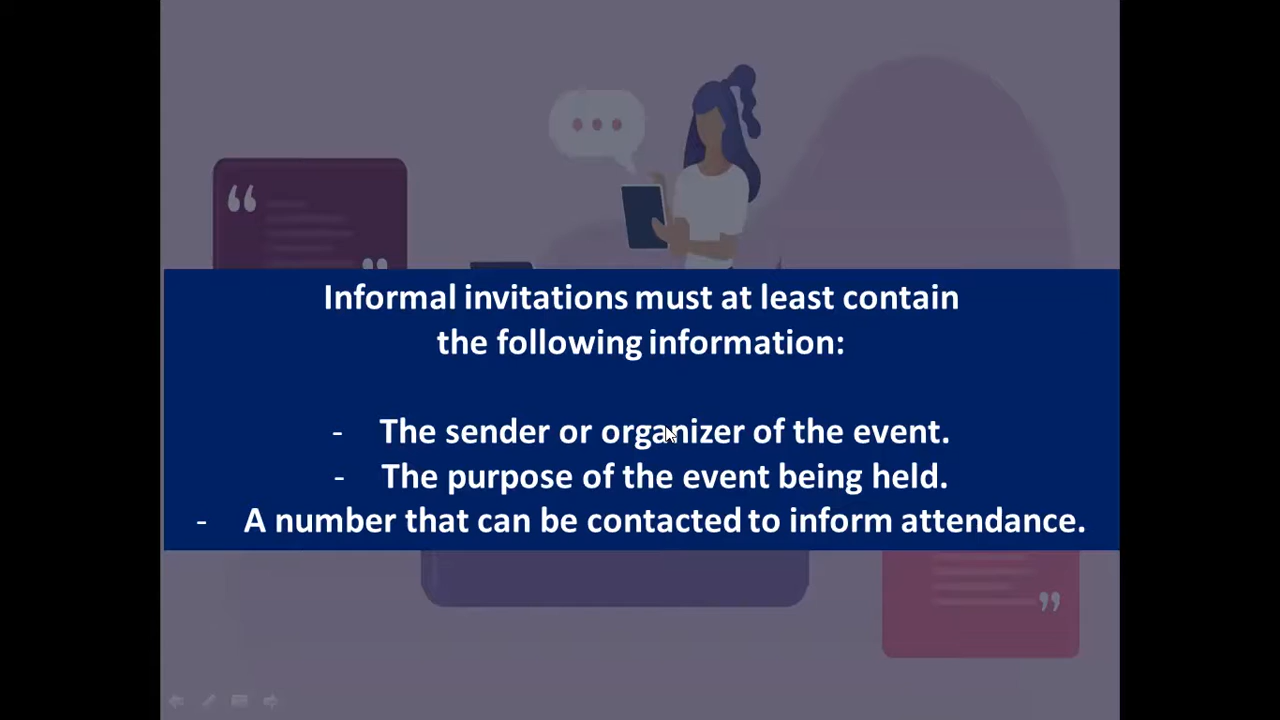 Informal invitations must at least contain
the following information:
- The sender or organizer of the event.
- The purpose of the event being held.
- A number that can be contacted to inform attendance.